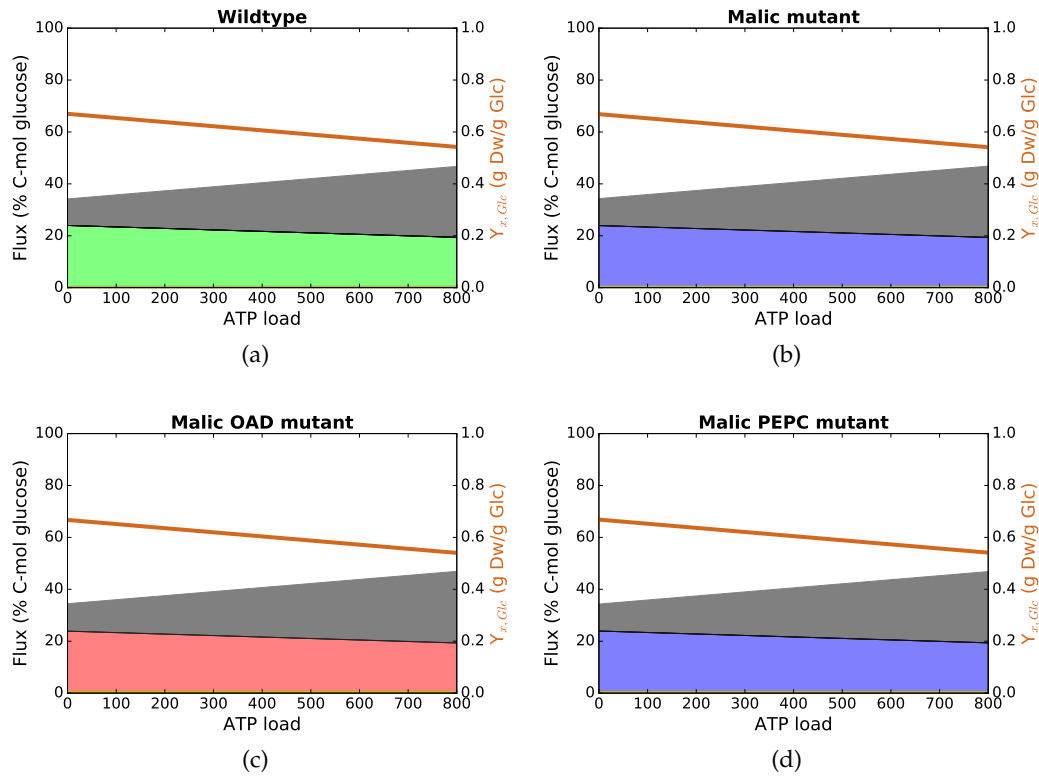 Wildtype
Flux (% C-mol glucose)
100
80
60
40
20
0
1.0
0.8
0.6
0.4
0.2
0.0
Y_{x,Glc} (g Dw/g Glc)
0 100 200 300 400 500 600 700 800
ATP load
(a)
Malic mutant
Flux (% C-mol glucose)
100
80
60
40
20
0
1.0
0.8
0.6
0.4
0.2
0.0
Y_{x,Glc} (g Dw/g Glc)
0 100 200 300 400 500 600 700 800
ATP load
(b)
Malic OAD mutant
Flux (% C-mol glucose)
100
80
60
40
20
0
1.0
0.8
0.6
0.4
0.2
0.0
Y_{x,Glc} (g Dw/g Glc)
0 100 200 300 400 500 600 700 800
ATP load
(c)
Malic PEPC mutant
Flux (% C-mol glucose)
100
80
60
40
20
0
1.0
0.8
0.6
0.4
0.2
0.0
Y_{x,Glc} (g Dw/g Glc)
0 100 200 300 400 500 600 700 800
ATP load
(d)